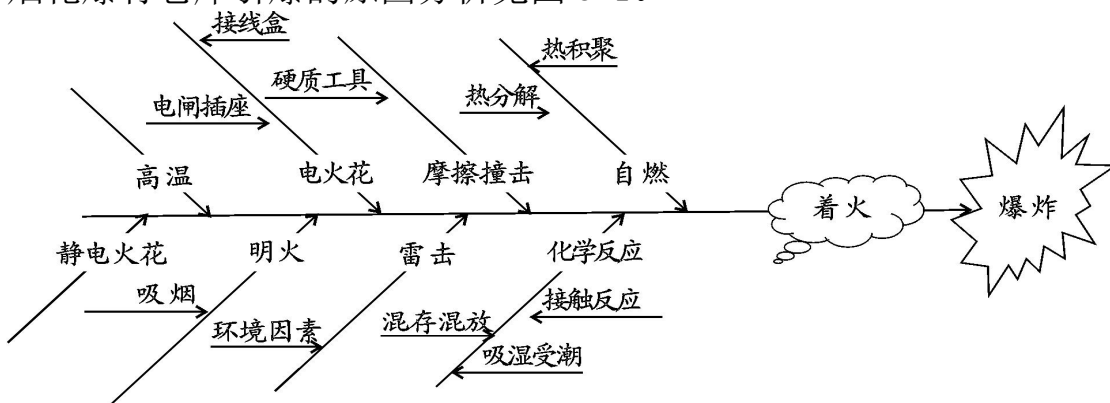 接线盒
热积聚
硬质工具
电闸插座
热分解
高温
电火花
摩擦撞击
自燃
着火
爆炸
静电火花
明火
雷击
化学反应
吸烟
接触反应
环境因素
混存混放
吸湿受潮